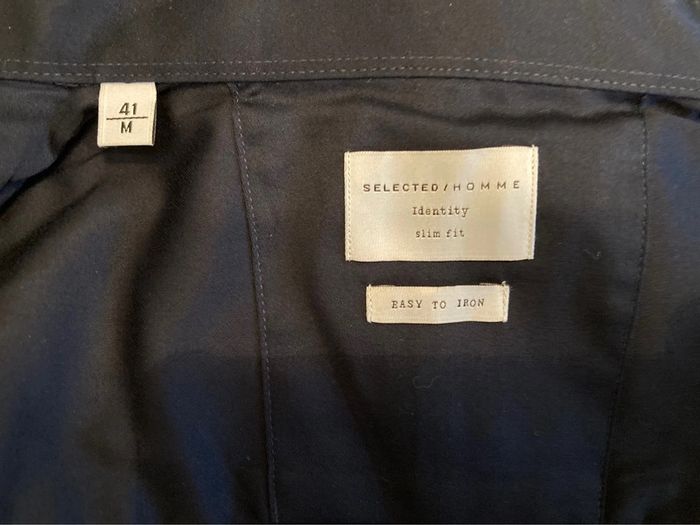 41
M
SELECTED / HOMME
Identity
slim fit
EASY TO IRON